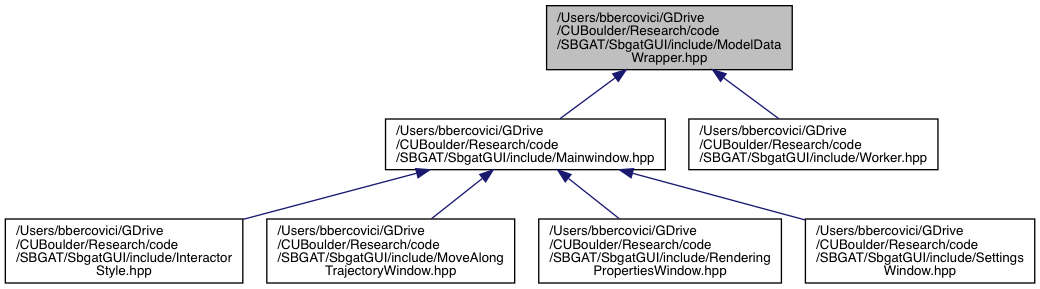 /Users/bbercovici/GDrive
/CUBoulder/Research/code
/SBGAT/SbgatGUI/include/ModelData
Wrapper.hpp
/Users/bbercovici/GDrive
/CUBoulder/Research/code
/SBGAT/SbgatGUI/include/Mainwindow.hpp
/Users/bbercovici/GDrive
/CUBoulder/Research/code
/SBGAT/SbgatGUI/include/Worker.hpp
/Users/bbercovici/GDrive
/CUBoulder/Research/code
/SBGAT/SbgatGUI/include/Interactor
Style.hpp
/Users/bbercovici/GDrive
/CUBoulder/Research/code
/SBGAT/SbgatGUI/include/MoveAlong
TrajectoryWindow.hpp
/Users/bbercovici/GDrive
/CUBoulder/Research/code
/SBGAT/SbgatGUI/include/Rendering
PropertiesWindow.hpp
/Users/bbercovici/GDrive
/CUBoulder/Research/code
/SBGAT/SbgatGUI/include/Settings
Window.hpp